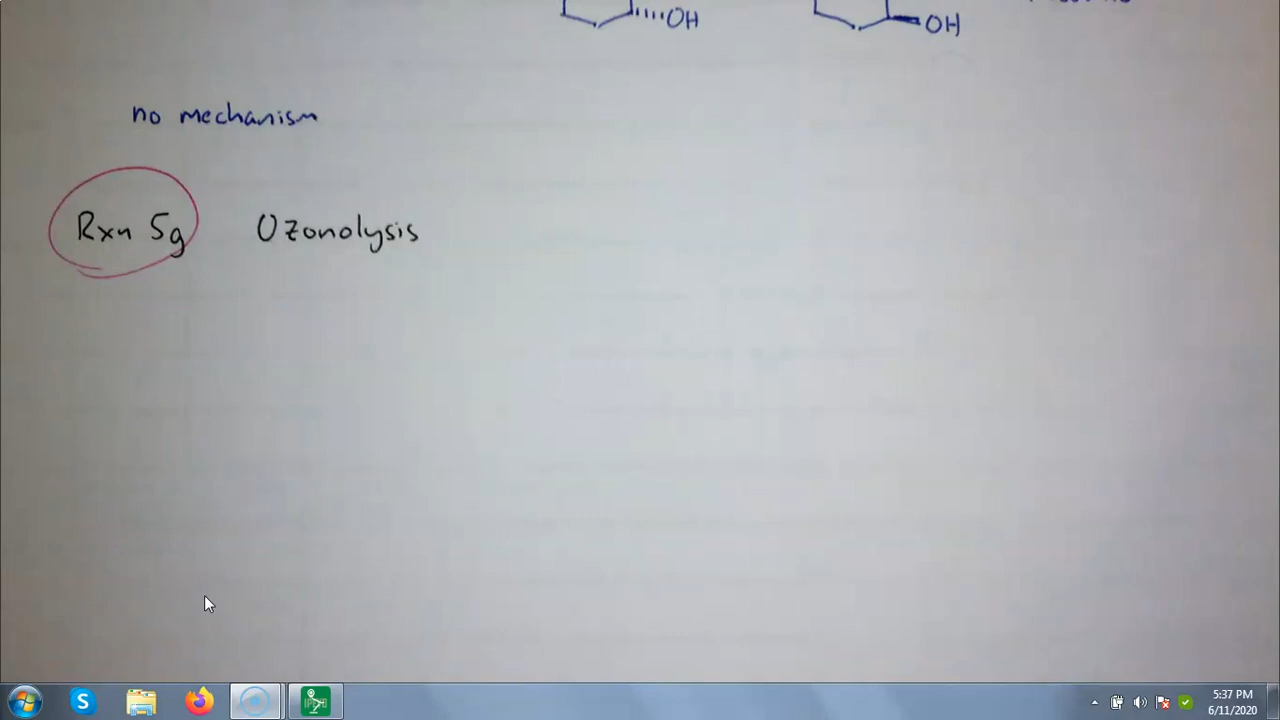 OH OH
no mechanism
Rxn 5g Ozonolysis
5:37 PM
6/11/2020